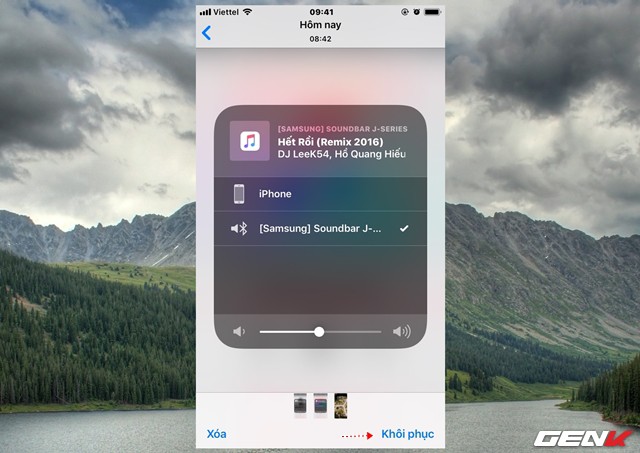 Viettel 09:41
Hôm nay
08:42
[SAMSUNG] SOUNDBAR J-SERIES
Hết Rồi (Remix 2016)
DJ LeeK54, Hồ Quang Hiếu
iPhone
[Samsung] Soundbar J-...
Xóa
Khôi phục
GENK